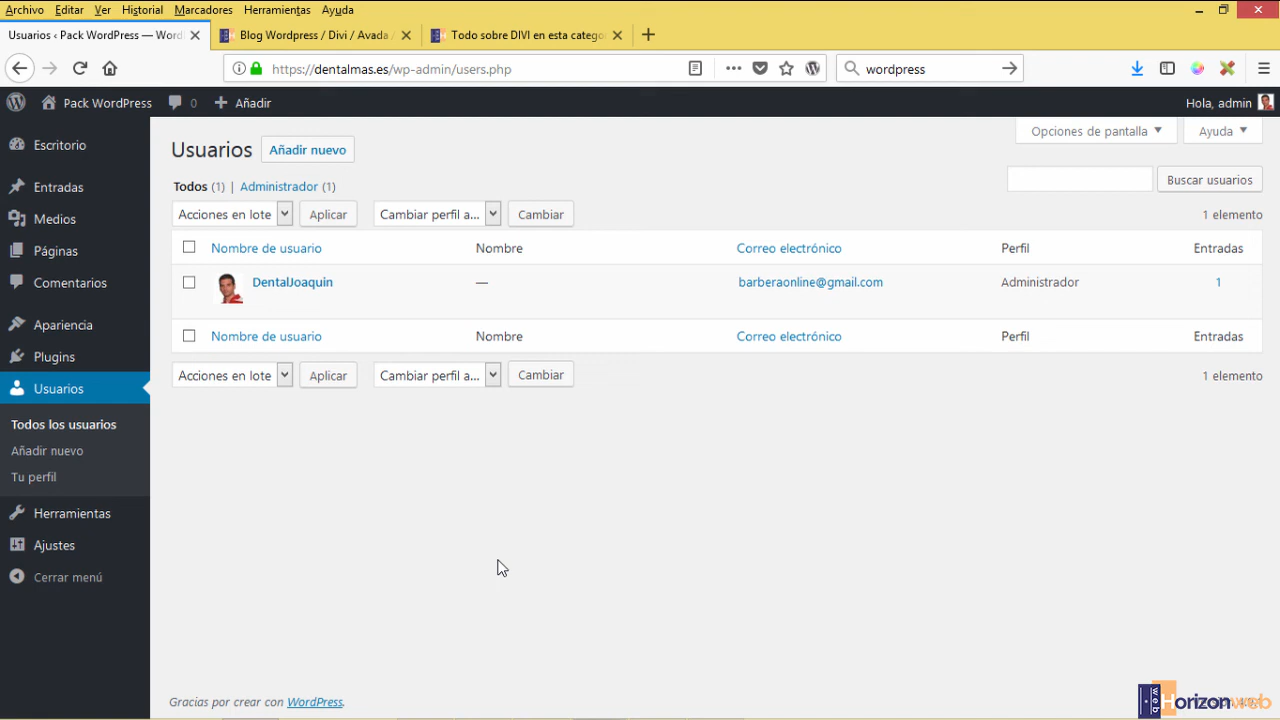 Archivo Editar Ver Historial Marcadores Herramientas Ayuda
Usuarios ‹ Pack WordPress — Word
Blog Wordpress / Divi / Avada /
Todo sobre DIVI en esta catego
https://dentalmas.es/wp-admin/users.php
wordpress
Pack WordPress 0 Añadir
Hola, admin
Opciones de pantalla Ayuda
Escritorio
Entradas
Medios
Páginas
Comentarios
Apariencia
Plugins
Usuarios
Todos los usuarios
Añadir nuevo
Tu perfil
Herramientas
Ajustes
Cerrar menú
Usuarios Añadir nuevo
Todos (1) | Administrador (1)
Buscar usuarios
Acciones en lote Aplicar Cambiar perfil a... Cambiar 1 elemento
Nombre de usuario Nombre Correo electrónico Perfil Entradas
DentalJoaquin — barberaonline@gmail.com Administrador 1
Nombre de usuario Nombre Correo electrónico Perfil Entradas
Acciones en lote Aplicar Cambiar perfil a... Cambiar 1 elemento
Gracias por crear con WordPress.
web Horizonweb